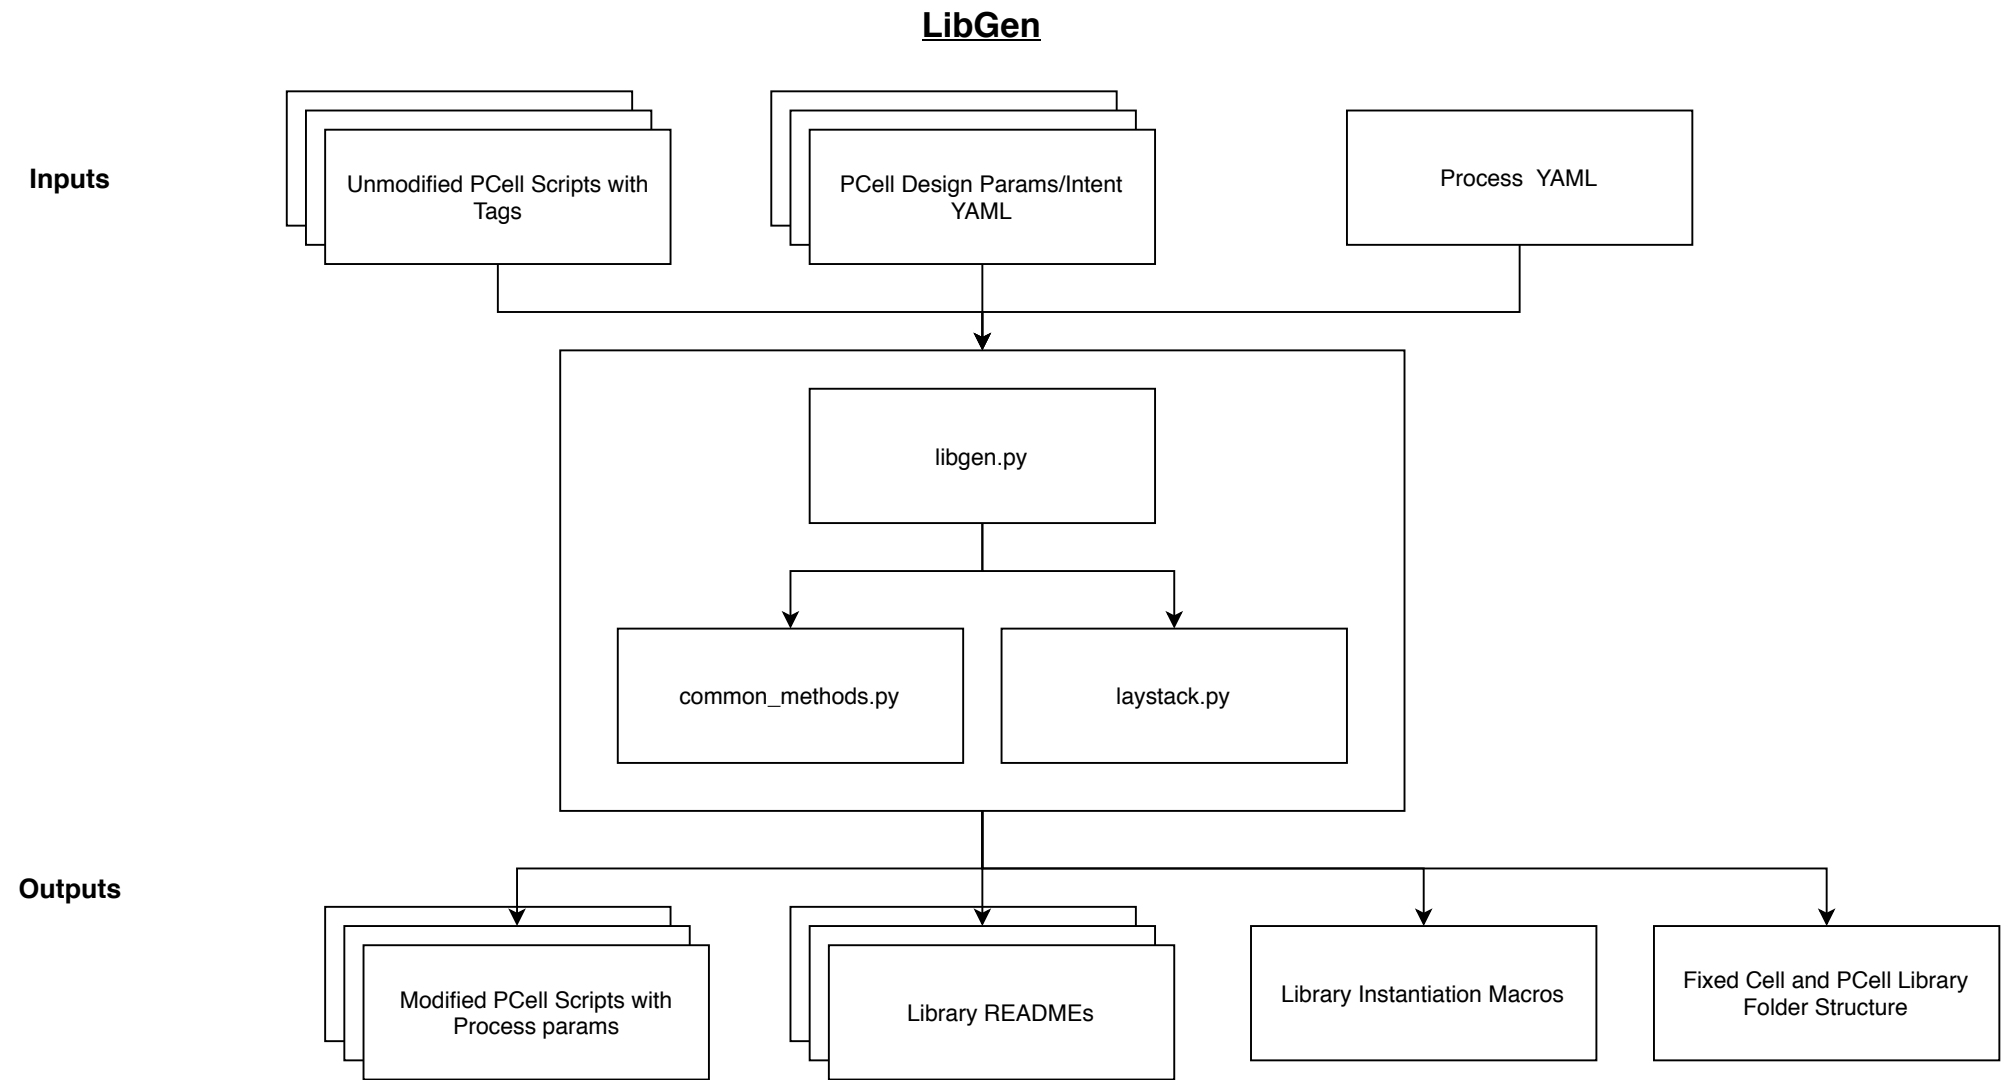 LibGen
Inputs
Unmodified PCell Scripts with
Tags
PCell Design Params/Intent
YAML
Process  YAML
libgen.py
common_methods.py
laystack.py
Outputs
Modified PCell Scripts with
Process params
Library READMEs
Library Instantiation Macros
Fixed Cell and PCell Library
Folder Structure